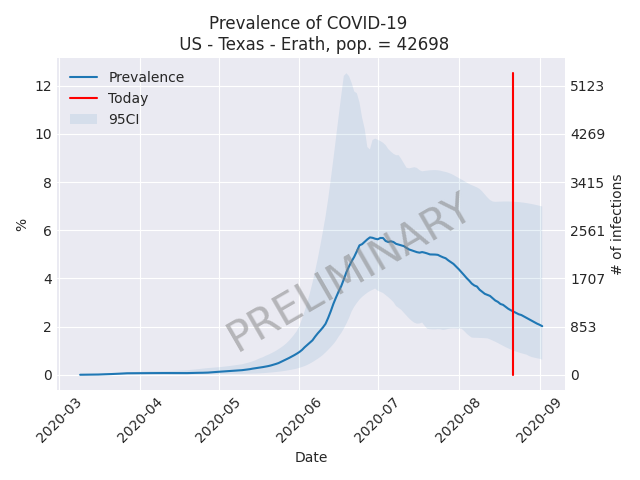 Prevalence of COVID-19
US - Texas - Erath, pop. = 42698
Prevalence
Today
95CI
12
10
8
6
4
2
0
%
5123
4269
3415
2561
1707
853
0
# of infections
PRELIMINARY
2020-03
2020-04
2020-05
2020-06
2020-07
2020-08
2020-09
Date